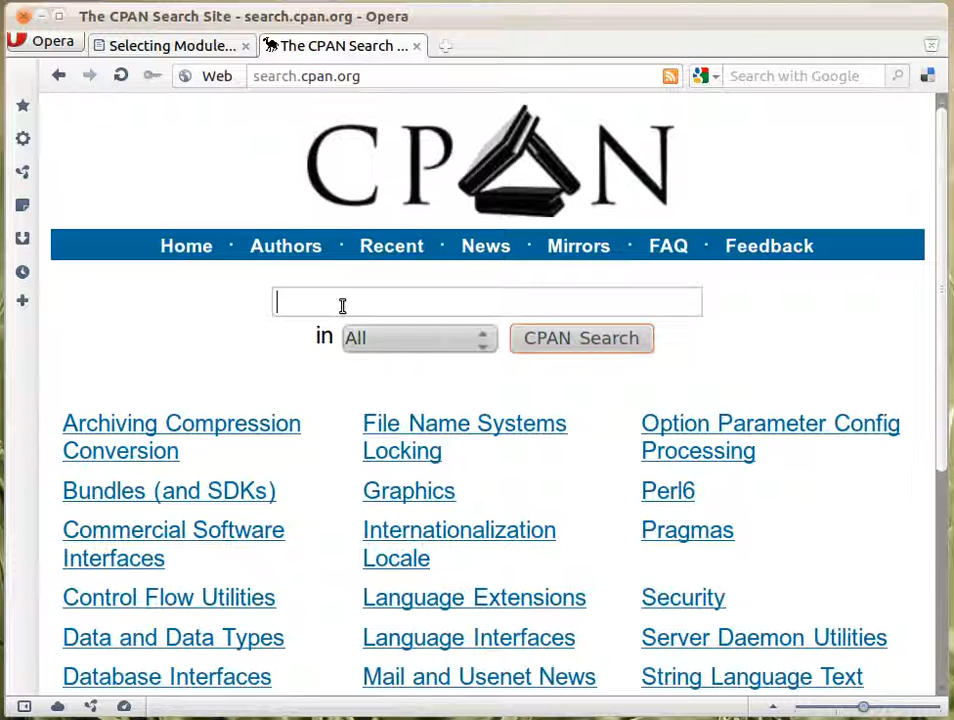 The CPAN Search Site - search.cpan.org - Opera
Opera
Selecting Module...
The CPAN Search ...
Web
search.cpan.org
Search with Google
CPAN
Home · Authors · Recent · News · Mirrors · FAQ · Feedback
in All CPAN Search
Archiving Compression Conversion
File Name Systems Locking
Option Parameter Config Processing
Bundles (and SDKs)
Graphics
Perl6
Commercial Software Interfaces
Internationalization Locale
Pragmas
Control Flow Utilities
Language Extensions
Security
Data and Data Types
Language Interfaces
Server Daemon Utilities
Database Interfaces
Mail and Usenet News
String Language Text